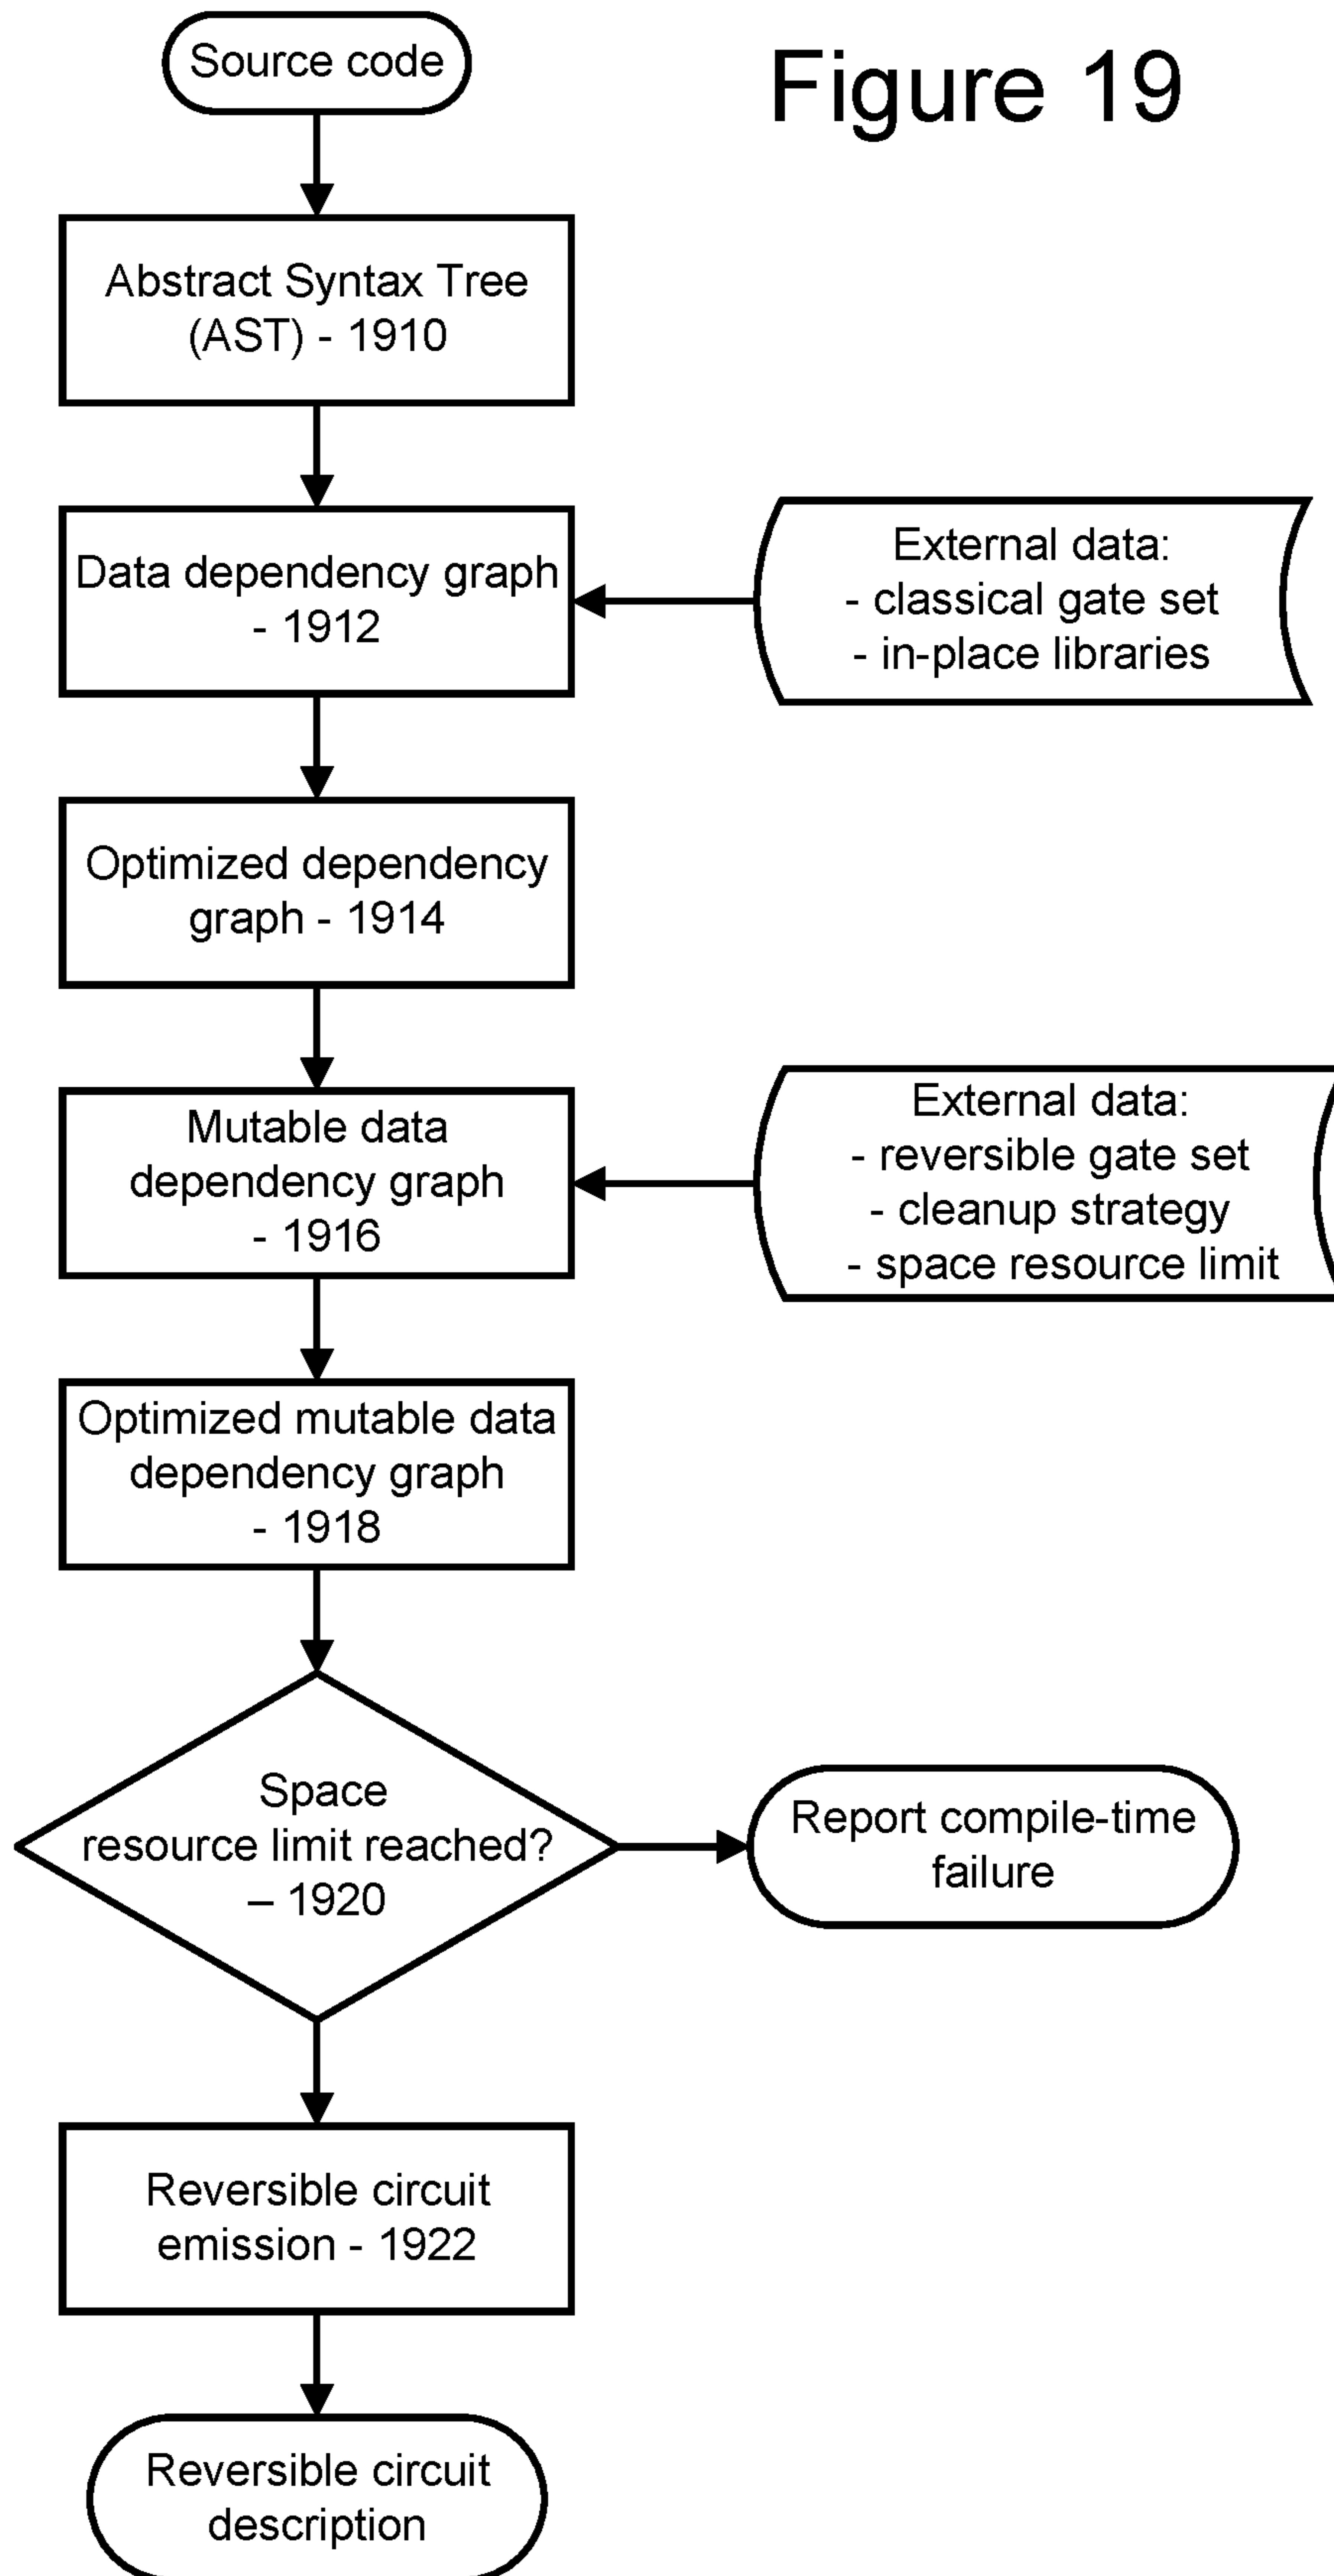 Source code
Figure 19
Abstract Syntax Tree
(AST) - 1910
Data dependency graph
- 1912
External data:
- classical gate set
- in-place libraries
Optimized dependency
graph - 1914
Mutable data
dependency graph
- 1916
External data:
- reversible gate set
- cleanup strategy
- space resource limit
Optimized mutable data
dependency graph
- 1918
Space
resource limit reached?
– 1920
Report compile-time
failure
Reversible circuit
emission - 1922
Reversible circuit
description